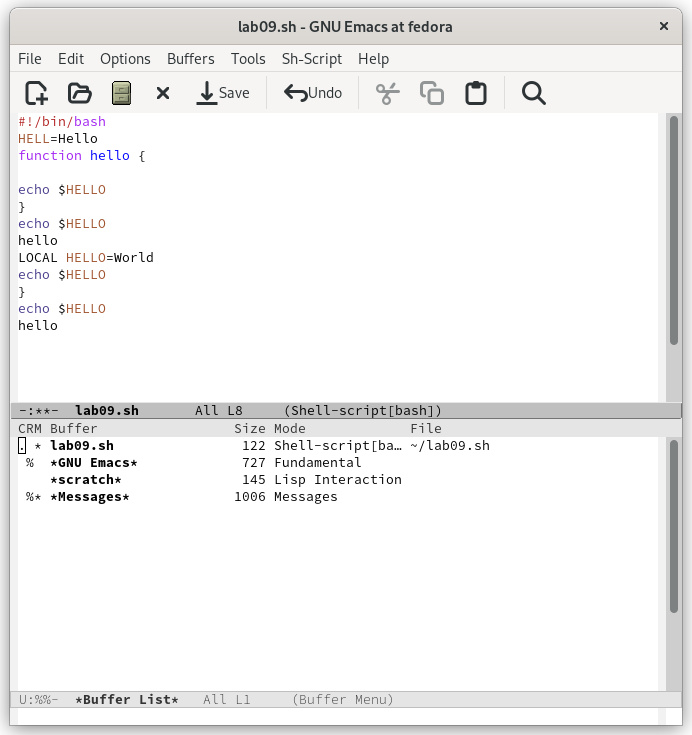 lab09.sh - GNU Emacs at fedora
File Edit Options Buffers Tools Sh-Script Help
Save Undo
#!/bin/bash
HELL=Hello
function hello {
echo $HELLO
}
echo $HELLO
hello
LOCAL HELLO=World
echo $HELLO
}
echo $HELLO
hello
-:**- lab09.sh All L8 (Shell-script[bash])
CRM Buffer Size Mode File
. * lab09.sh 122 Shell-script[ba… ~/lab09.sh
% *GNU Emacs* 727 Fundamental
*scratch* 145 Lisp Interaction
%* *Messages* 1006 Messages
U:%%- *Buffer List* All L1 (Buffer Menu)